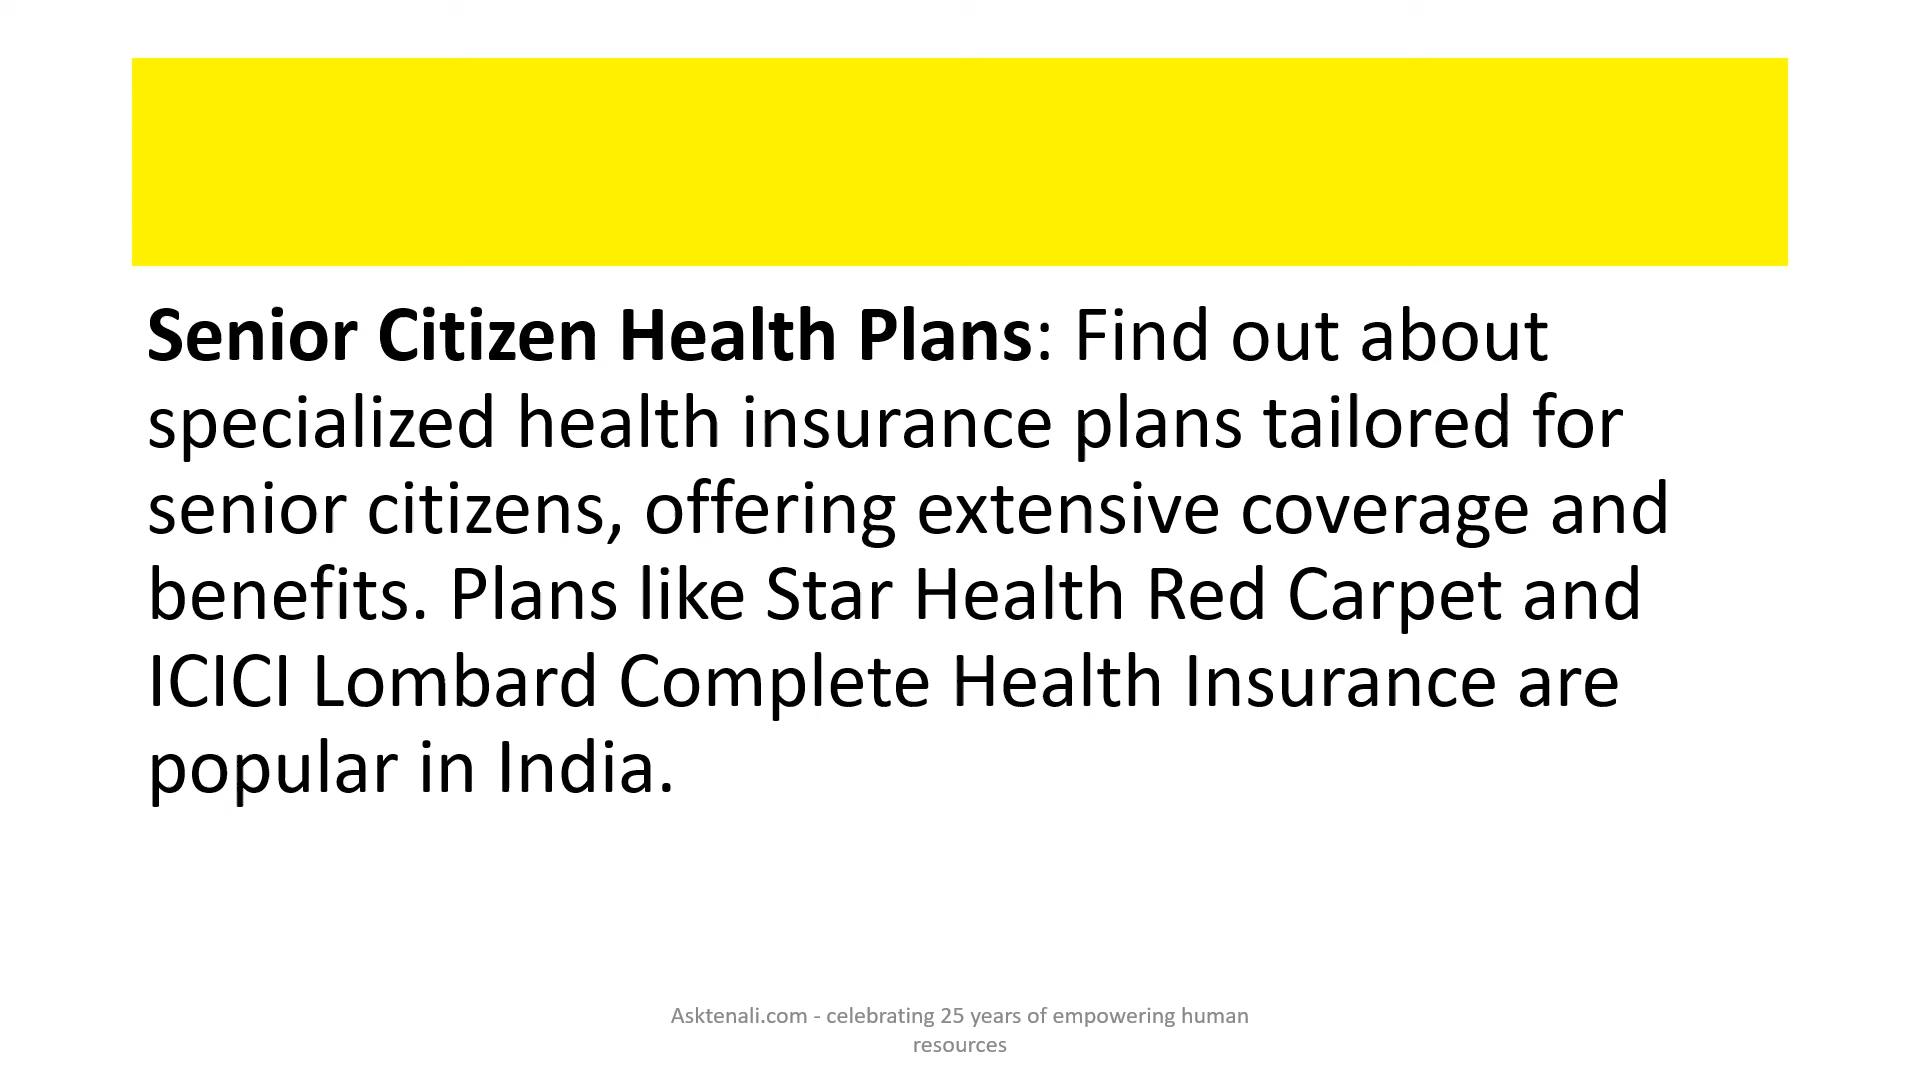 Senior Citizen Health Plans: Find out about
specialized health insurance plans tailored for
senior citizens, offering extensive coverage and
benefits. Plans like Star Health Red Carpet and
ICICI Lombard Complete Health Insurance are
popular in India.
Asktenali.com - celebrating 25 years of empowering human
resources